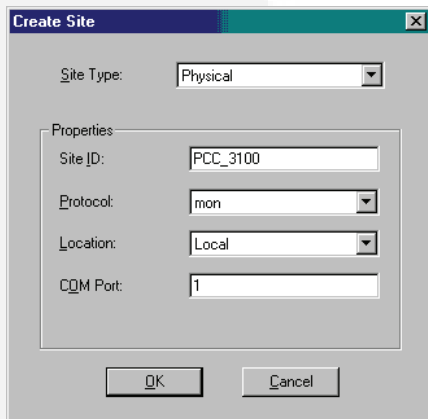 Create Site
Site Type: Physical
Properties
Site ID: PCC_3100
Protocol: mon
Location: Local
COM Port: 1
OK Cancel